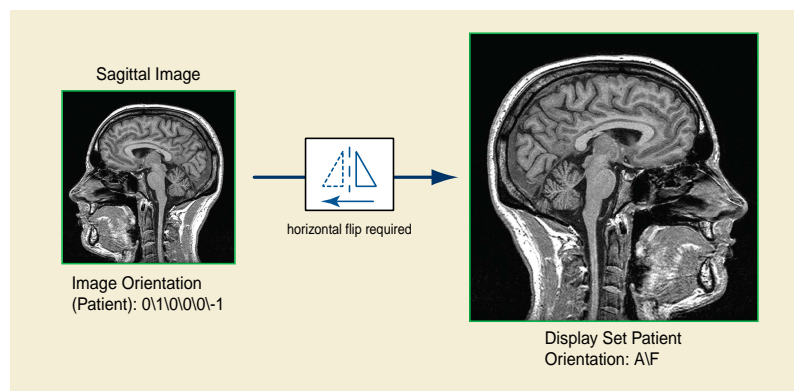 Sagittal Image
Image Orientation
(Patient): 0\1\0\0\0\-1
horizontal flip required
Display Set Patient
Orientation: A\F